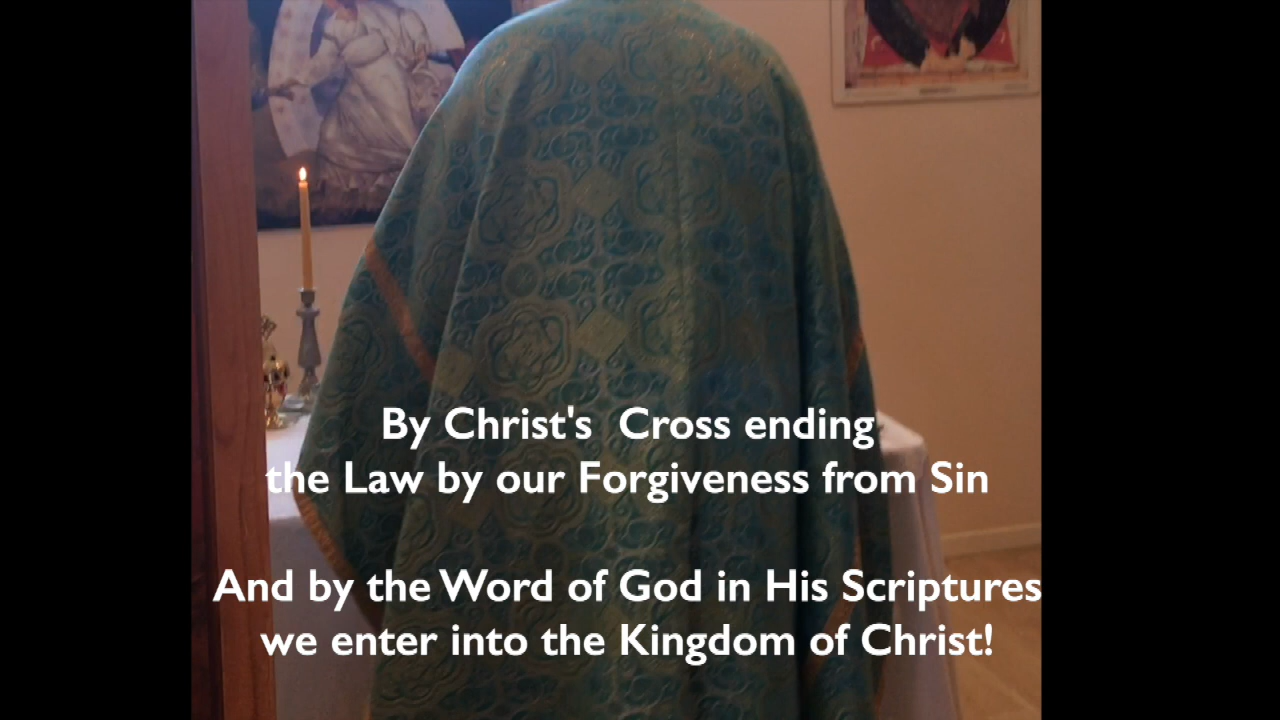 By Christ's  Cross ending
the Law by our Forgiveness from Sin
And by the Word of God in His Scriptures
we enter into the Kingdom of Christ!